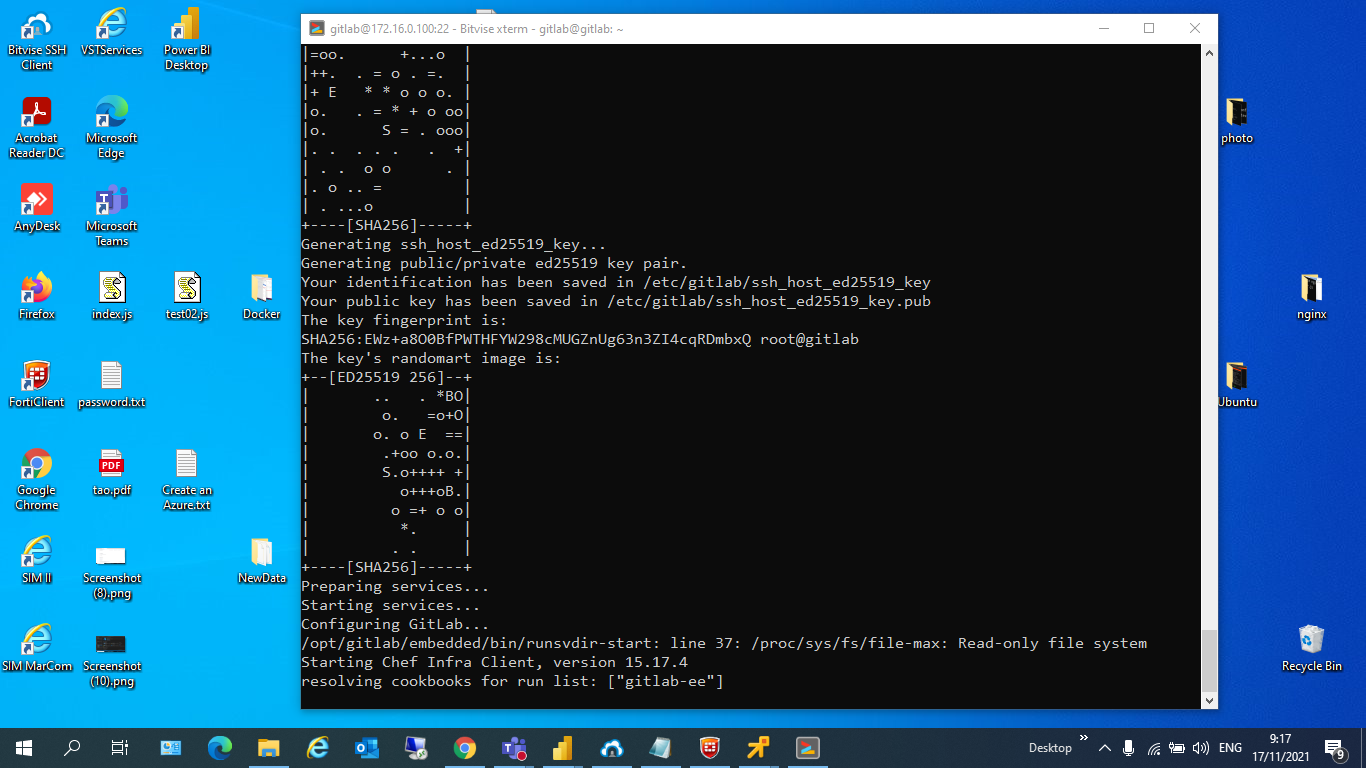 gitlab@172.16.0.100:22 - Bitvise xterm - gitlab@gitlab: ~
|=oo.      +...o  |
|++.  . = o . =.  |
|+ E   * * o o o. |
|o.   . = * + o oo|
|o.      S = . ooo|
|. .  . . .   .  +|
| . .  o o      . |
|. o .. =         |
| . ...o          |
+----[SHA256]-----+
Generating ssh_host_ed25519_key...
Generating public/private ed25519 key pair.
Your identification has been saved in /etc/gitlab/ssh_host_ed25519_key
Your public key has been saved in /etc/gitlab/ssh_host_ed25519_key.pub
The key fingerprint is:
SHA256:EWz+a8O0BfPWTHFYW298cMUGZnUg63n3ZI4cqRDmbxQ root@gitlab
The key's randomart image is:
+--[ED25519 256]--+
|       ..   . *BO|
|        o.   =o+O|
|       o. o E  ==|
|        .+oo o.o.|
|        S.o++++ +|
|          o+++oB.|
|         o =+ o o|
|          *.     |
|         . .     |
+----[SHA256]-----+
Preparing services...
Starting services...
Configuring GitLab...
/opt/gitlab/embedded/bin/runsvdir-start: line 37: /proc/sys/fs/file-max: Read-only file system
Starting Chef Infra Client, version 15.17.4
resolving cookbooks for run list: ["gitlab-ee"]
Bitvise SSH
Client
VSTServices
Power BI
Desktop
Acrobat
Reader DC
Microsoft
Edge
AnyDesk
Microsoft
Teams
Firefox
index.js
test02.js
Docker
FortiClient
password.txt
Google
Chrome
PDF
tao.pdf
Create an
Azure.txt
SIM II
Screenshot
(8).png
NewData
SIM MarCom
Screenshot
(10).png
photo
nginx
Ubuntu
Recycle Bin
Desktop
ENG
9:17
17/11/2021
9